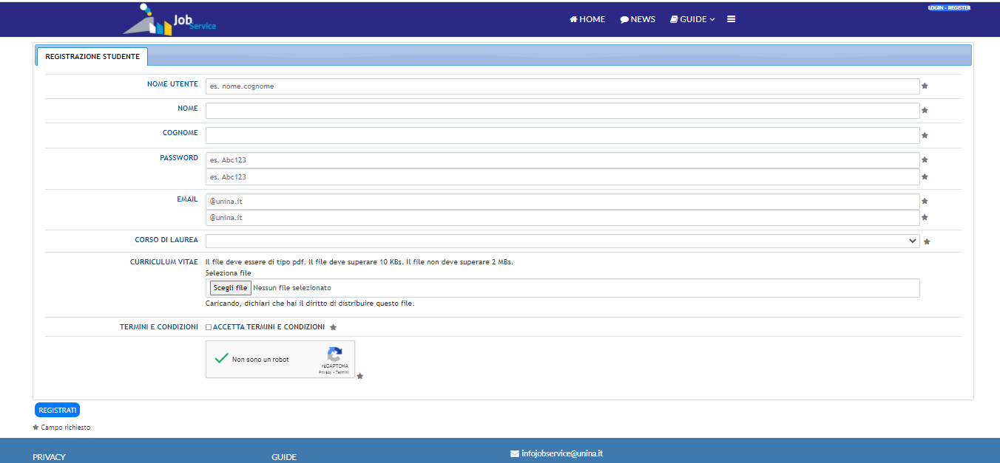 Job Service
HOME NEWS GUIDE
LOGIN - REGISTER
REGISTRAZIONE STUDENTE
NOME UTENTE es. nome.cognome
NOME
COGNOME
PASSWORD es. Abc123
es. Abc123
EMAIL @unina.it
@unina.it
CORSO DI LAUREA
CURRICULUM VITAE Il file deve essere di tipo pdf. Il file deve superare 10 KBs. Il file non deve superare 2 MBs.
Seleziona file
Scegli file Nessun file selezionato
Caricando, dichiari che hai il diritto di distribuire questo file.
TERMINI E CONDIZIONI ACCETTA TERMINI E CONDIZIONI
Non sono un robot
reCAPTCHA
Privacy - Termini
REGISTRATI
Campo richiesto
PRIVACY GUIDE infojobservice@unina.it